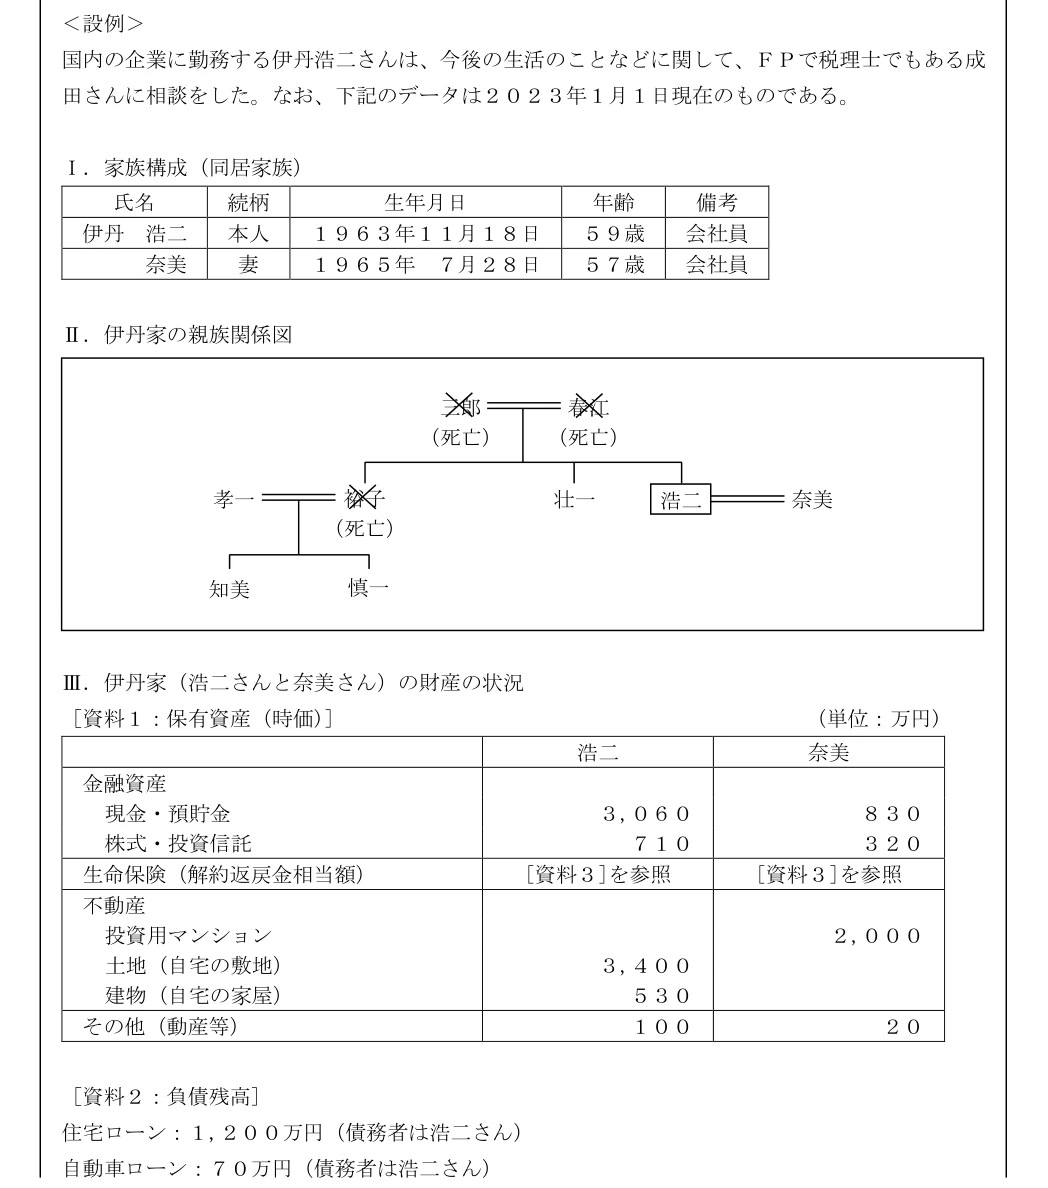 ＜設例＞
国内の企業に勤務する伊丹浩二さんは、今後の生活のことなどに関して、ＦＰで税理士でもある成
田さんに相談をした。なお、下記のデータは２０２３年１月１日現在のものである。
Ⅰ．家族構成（同居家族）
氏名 続柄 生年月日 年齢 備考
伊丹　浩二 本人 １９６３年１１月１８日 ５９歳 会社員
奈美 妻 １９６５年　７月２８日 ５７歳 会社員
Ⅱ．伊丹家の親族関係図
三郎 春江
（死亡） （死亡）
孝一 裕子 壮一 浩二 奈美
（死亡）
知美 慎一
Ⅲ．伊丹家（浩二さんと奈美さん）の財産の状況
［資料１：保有資産（時価）］ （単位：万円）
浩二 奈美
金融資産
現金・預貯金 ３，０６０ ８３０
株式・投資信託 ７１０ ３２０
生命保険（解約返戻金相当額） ［資料３］を参照 ［資料３］を参照
不動産
投資用マンション ２，０００
土地（自宅の敷地） ３，４００
建物（自宅の家屋） ５３０
その他（動産等） １００ ２０
［資料２：負債残高］
住宅ローン：１，２００万円（債務者は浩二さん）
自動車ローン：７０万円（債務者は浩二さん）